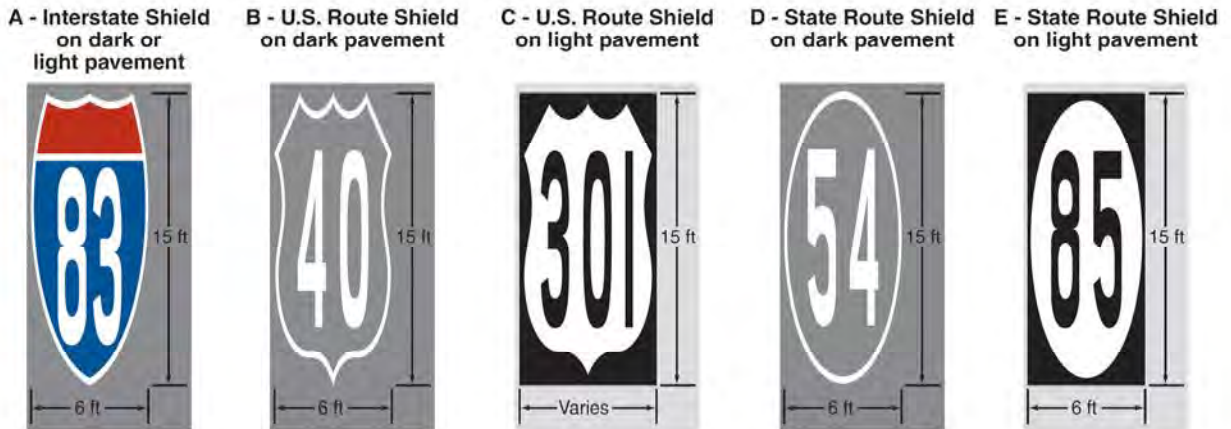 A - Interstate Shield
on dark or
light pavement
B - U.S. Route Shield
on dark pavement
C - U.S. Route Shield
on light pavement
D - State Route Shield
on dark pavement
E - State Route Shield
on light pavement
83
15 ft
6 ft
40
15 ft
6 ft
301
15 ft
Varies
54
15 ft
6 ft
85
15 ft
6 ft